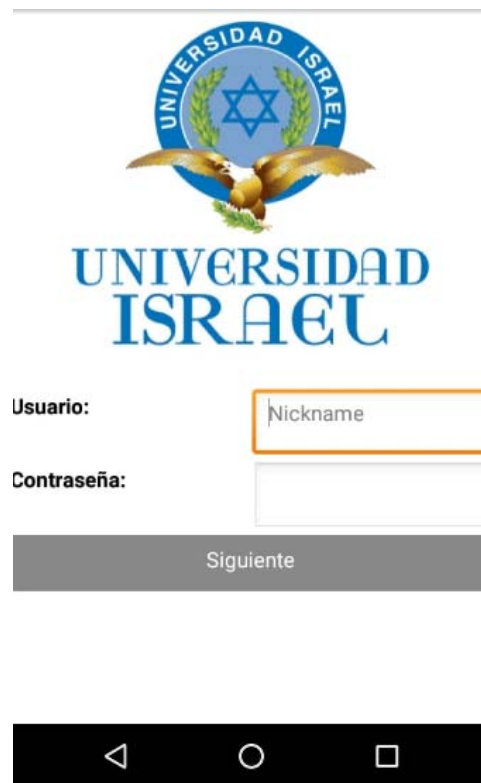 UNIVERSIDAD ISRAEL
UNIVERSIDAD
ISRAEL
Usuario:
Nickname
Contraseña:
Siguiente